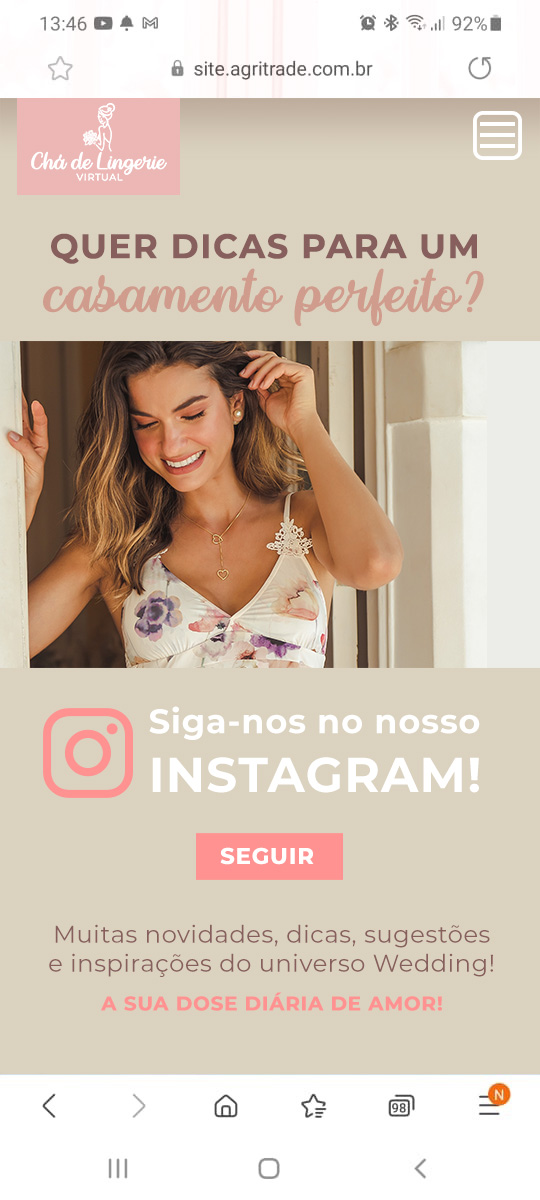 13:46
92%
site.agritrade.com.br
Chá de Lingerie
VIRTUAL
QUER DICAS PARA UM
casamento perfeito?
Siga-nos no nosso
INSTAGRAM!
SEGUIR
Muitas novidades, dicas, sugestões
e inspirações do universo Wedding!
A SUA DOSE DIÁRIA DE AMOR!
98
N